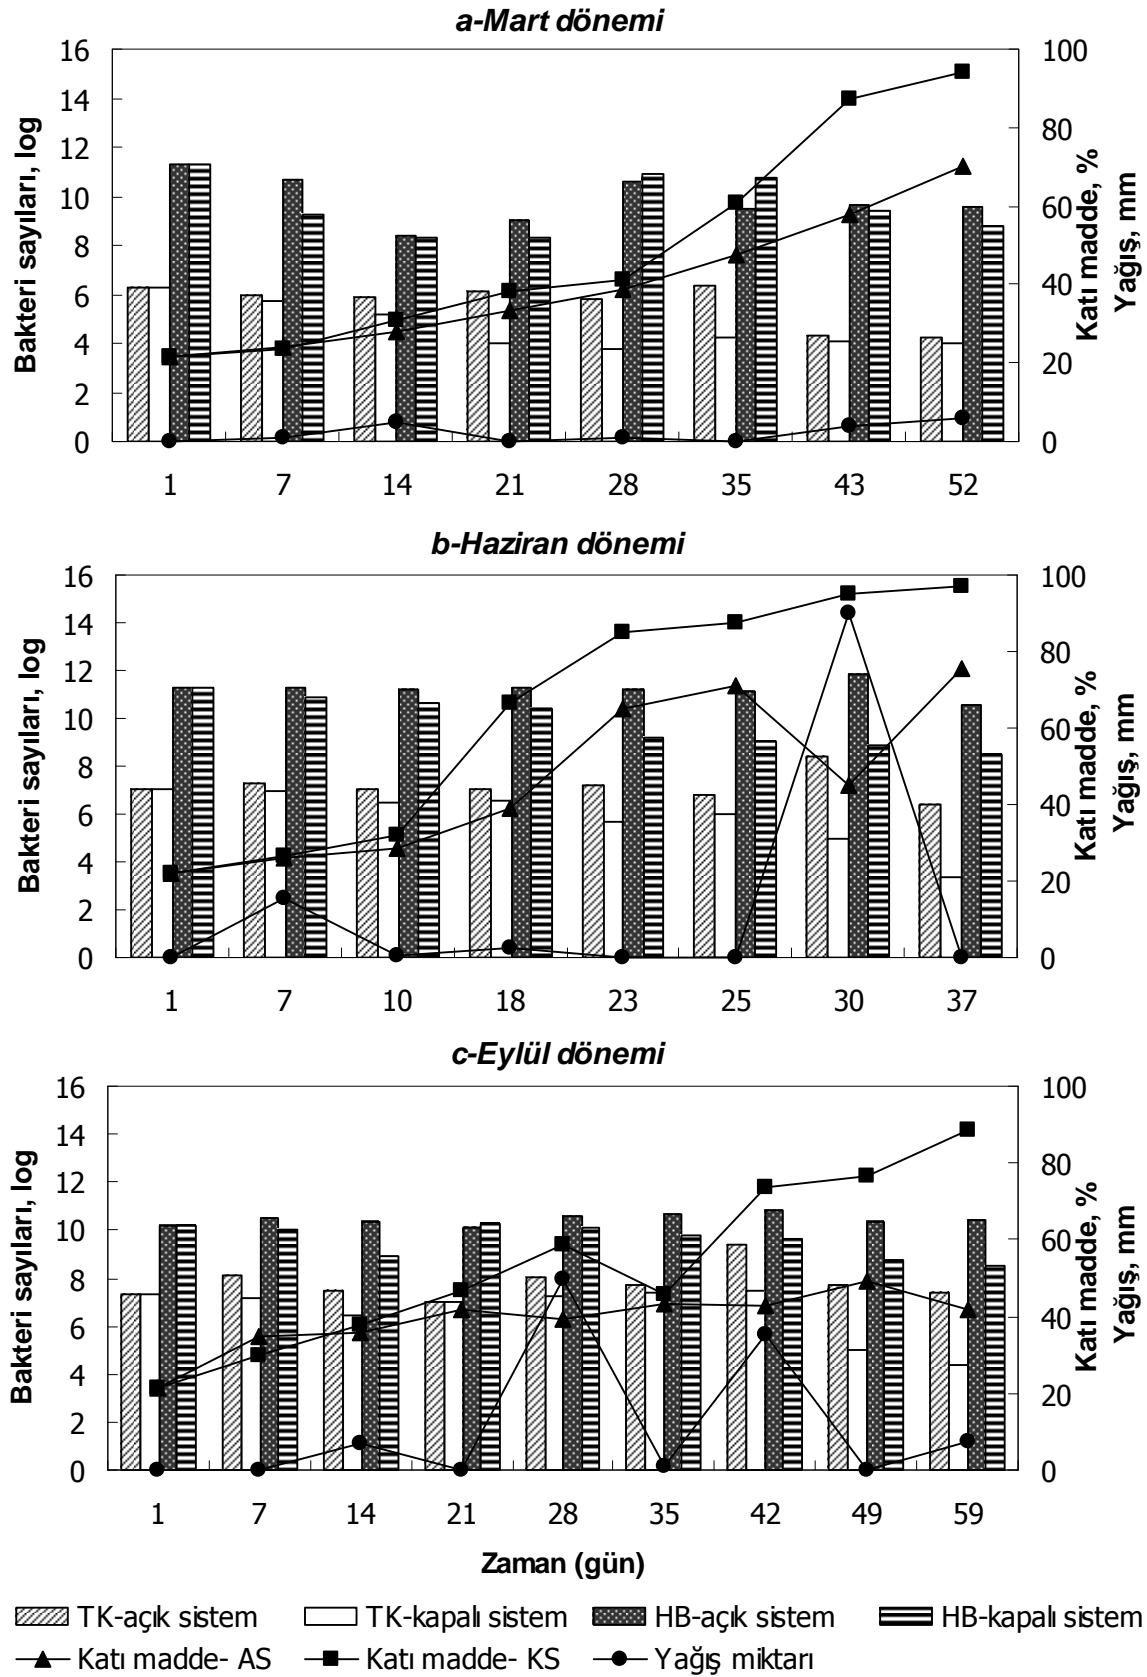 a-Mart dönemi
16 100
14
12 80
10
8 60
6 40
4
2 20
0 0
Bakteri sayıları, log
Katı madde, %
Yağış, mm
1 7 14 21 28 35 43 52
b-Haziran dönemi
16 100
14
12 80
10
8 60
6 40
4
2 20
0 0
Bakteri sayıları, log
Katı madde, %
Yağış, mm
1 7 10 18 23 25 30 37
c-Eylül dönemi
16 100
14
12 80
10
8 60
6 40
4
2 20
0 0
Bakteri sayıları, log
Katı madde, %
Yağış, mm
1 7 14 21 28 35 42 49 59
Zaman (gün)
TK-açık sistem TK-kapalı sistem HB-açık sistem HB-kapalı sistem
Katı madde- AS Katı madde- KS Yağış miktarı